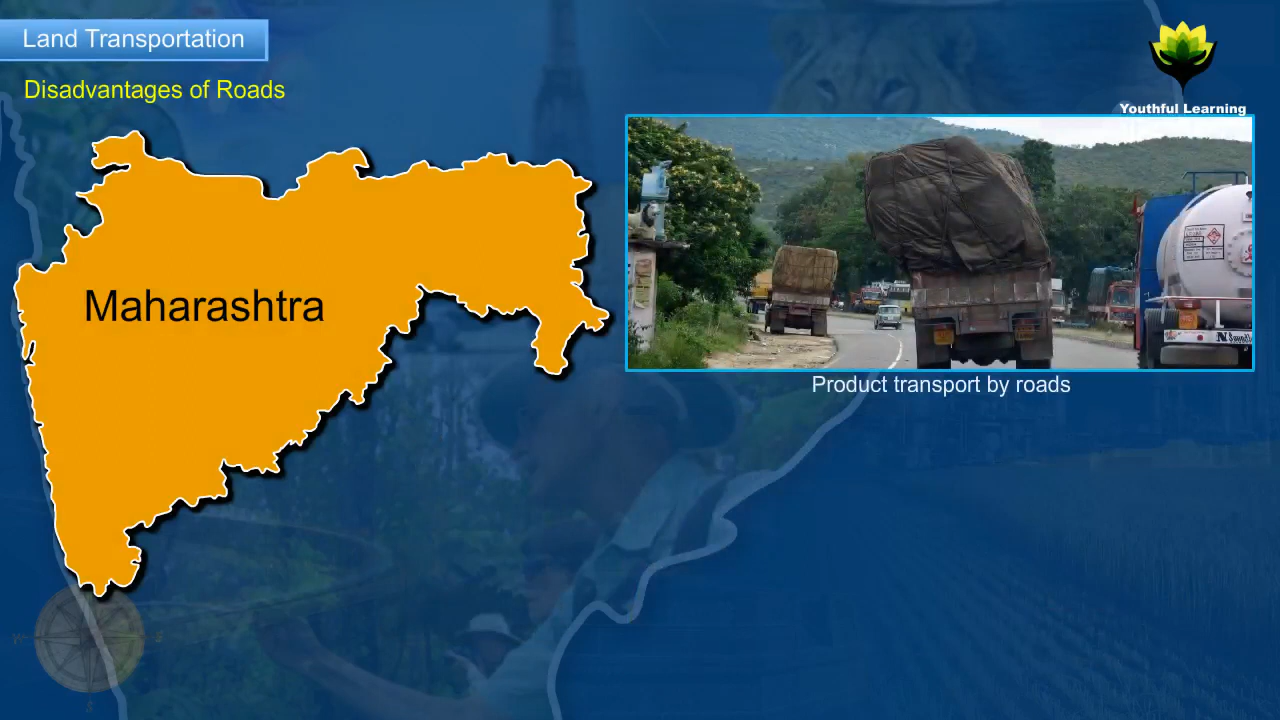 Land Transportation
Disadvantages of Roads
Youthful Learning
Maharashtra
Product transport by roads